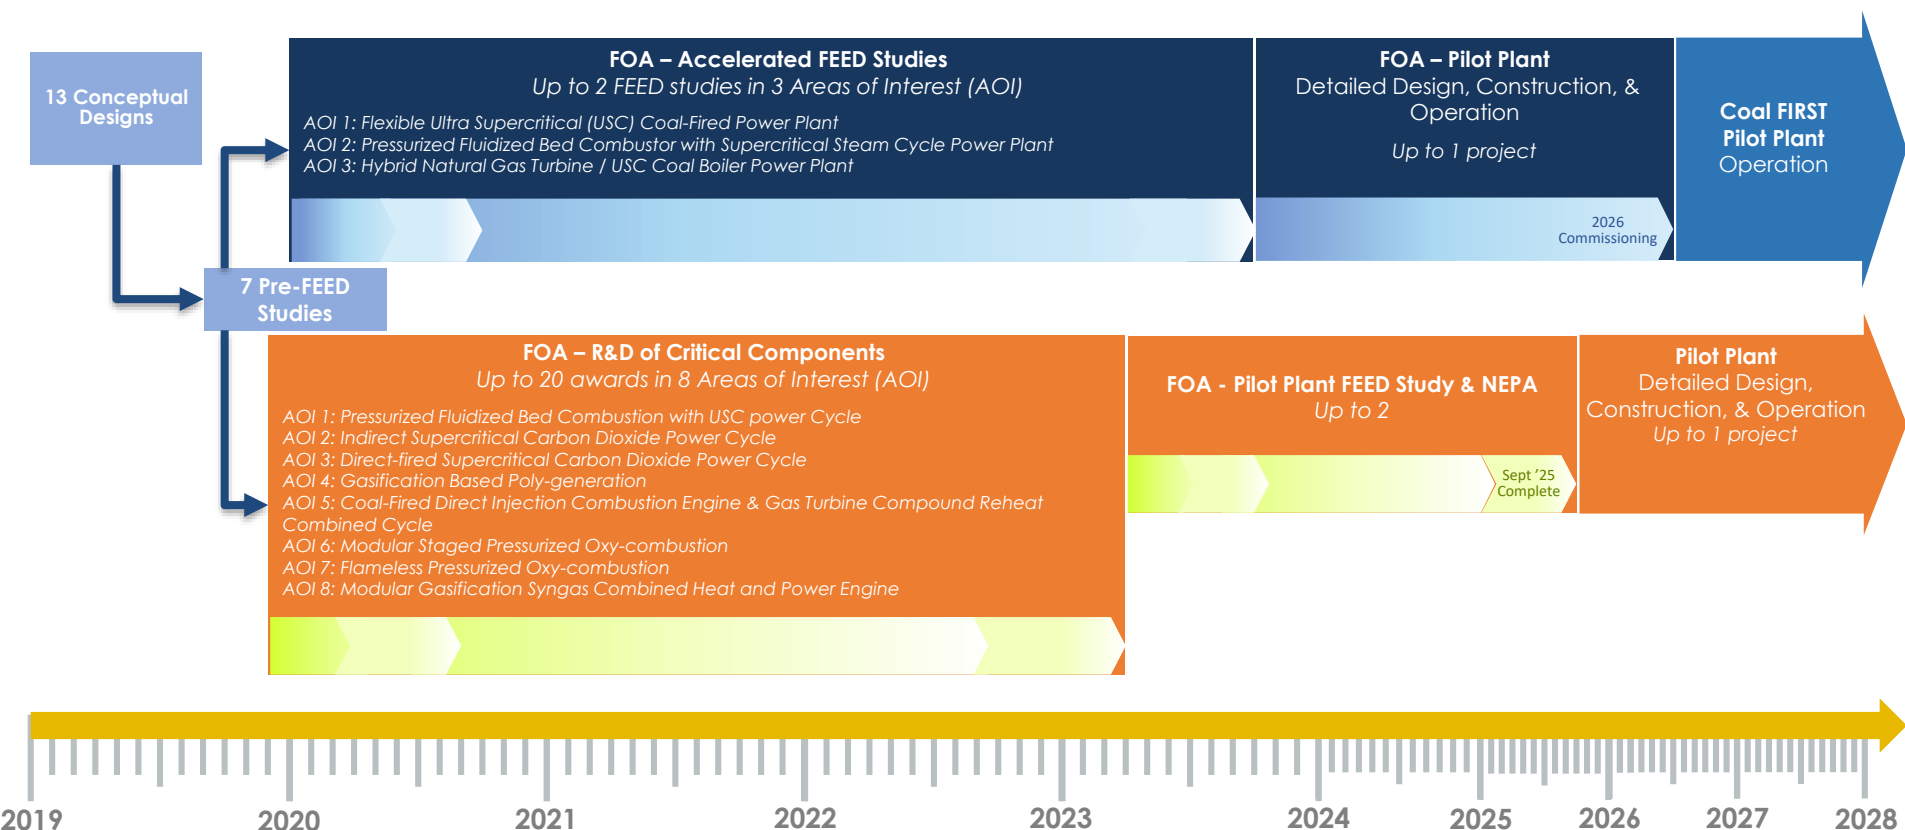 13 Conceptual
Designs
FOA – Accelerated FEED Studies
Up to 2 FEED studies in 3 Areas of Interest (AOI)
AOI 1: Flexible Ultra Supercritical (USC) Coal-Fired Power Plant
AOI 2: Pressurized Fluidized Bed Combustor with Supercritical Steam Cycle Power Plant
AOI 3: Hybrid Natural Gas Turbine / USC Coal Boiler Power Plant
FOA – Pilot Plant
Detailed Design, Construction, &
Operation
Up to 1 project
2026
Commissioning
Coal FIRST
Pilot Plant
Operation
7 Pre-FEED
Studies
FOA – R&D of Critical Components
Up to 20 awards in 8 Areas of Interest (AOI)
AOI 1: Pressurized Fluidized Bed Combustion with USC power Cycle
AOI 2: Indirect Supercritical Carbon Dioxide Power Cycle
AOI 3: Direct-fired Supercritical Carbon Dioxide Power Cycle
AOI 4: Gasification Based Poly-generation
AOI 5: Coal-Fired Direct Injection Combustion Engine & Gas Turbine Compound Reheat
Combined Cycle
AOI 6: Modular Staged Pressurized Oxy-combustion
AOI 7: Flameless Pressurized Oxy-combustion
AOI 8: Modular Gasification Syngas Combined Heat and Power Engine
FOA - Pilot Plant FEED Study & NEPA
Up to 2
Sept '25
Complete
Pilot Plant
Detailed Design,
Construction, & Operation
Up to 1 project
2019 2020 2021 2022 2023 2024 2025 2026 2027 2028